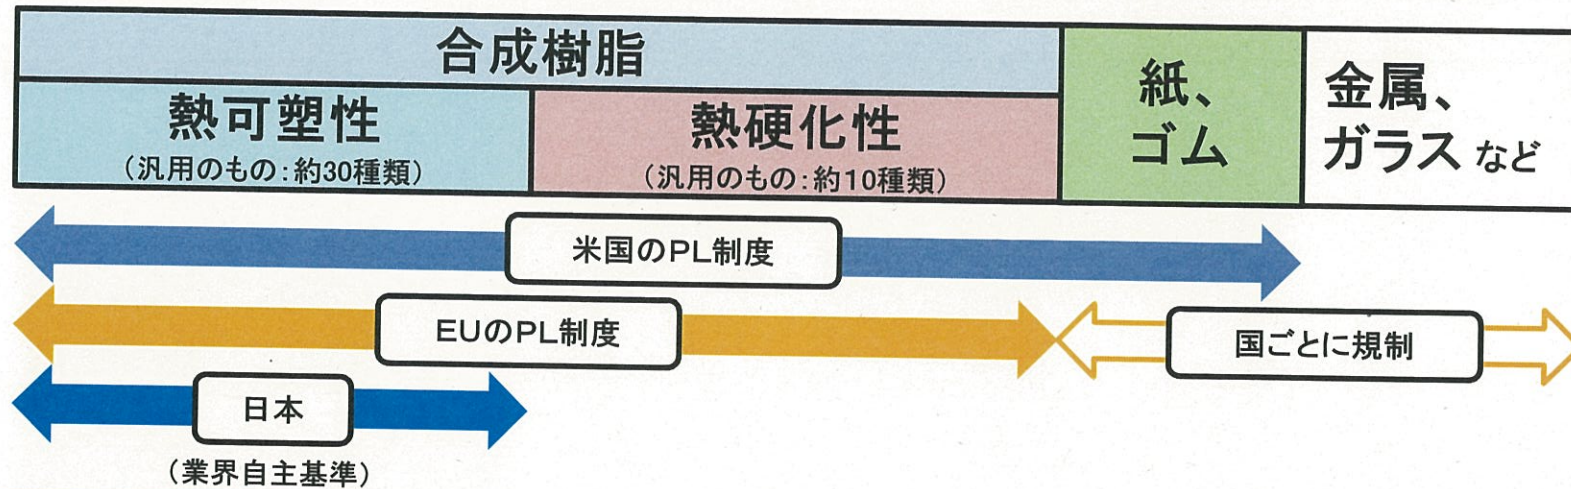 合成樹脂
熱可塑性
（汎用のもの：約30種類）
熱硬化性
（汎用のもの：約10種類）
紙、
ゴム
金属、
ガラス など
米国のPL制度
EUのPL制度
国ごとに規制
日本
（業界自主基準）